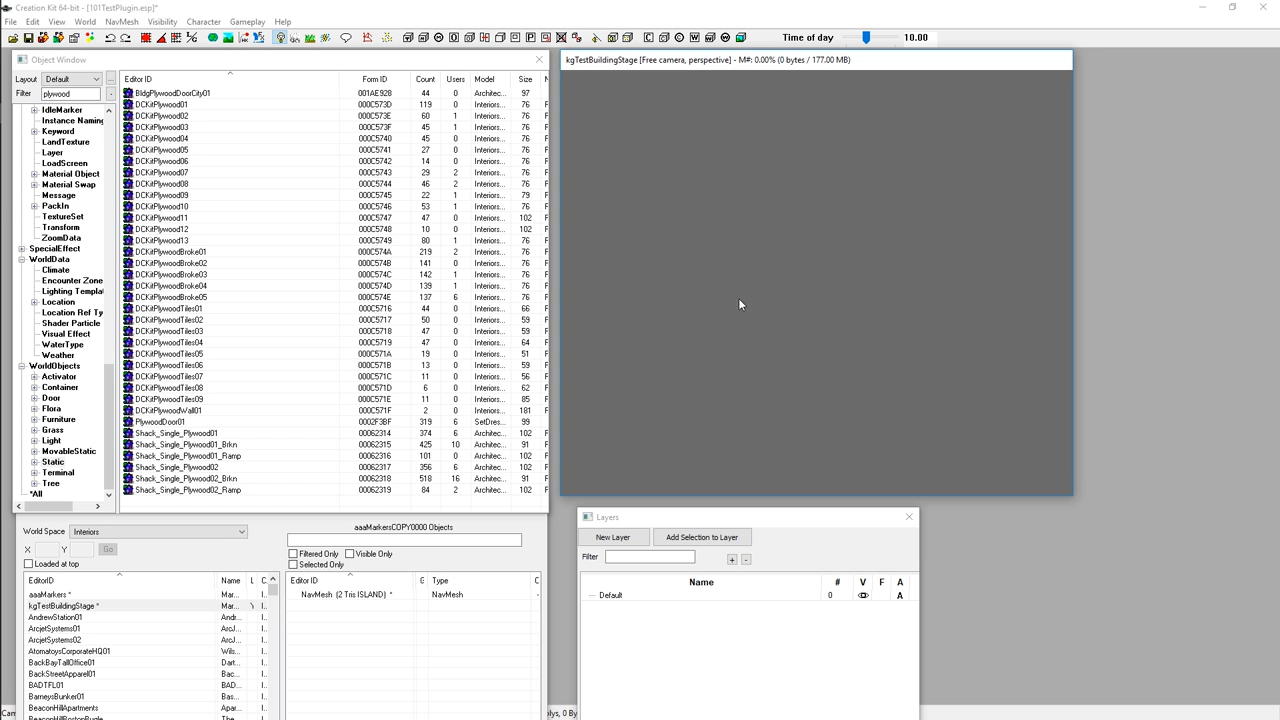 Creation Kit 64-bit - [101TestPlugin.esp]*
File Edit View World NavMesh Visibility Character Gameplay Help
Time of day 10.00
Object Window
Layout Default ...
Filter plywood
IdleMarker
Instance Naming
Keyword
LandTexture
Layer
LoadScreen
Material Object
Material Swap
Message
PackIn
TextureSet
Transform
ZoomData
SpecialEffect
WorldData
Climate
Encounter Zone
Lighting Templa
Location
Location Ref Ty
Shader Particle
Visual Effect
WaterType
Weather
WorldObjects
Activator
Container
Door
Flora
Furniture
Grass
Light
MovableStatic
Static
Terminal
Tree
*All
Editor ID Form ID Count Users Model Size
BldgPlywoodDoorCity01 001AE928 44 0 Architec... 97
DCKitPlywood01 000C573D 119 0 Interiors... 76 F
DCKitPlywood02 000C573E 60 1 Interiors... 76 F
DCKitPlywood03 000C573F 45 1 Interiors... 76 F
DCKitPlywood04 000C5740 45 0 Interiors... 76 F
DCKitPlywood05 000C5741 27 0 Interiors... 76 F
DCKitPlywood06 000C5742 14 0 Interiors... 76 F
DCKitPlywood07 000C5743 29 2 Interiors... 76 F
DCKitPlywood08 000C5744 46 2 Interiors... 76 F
DCKitPlywood09 000C5745 22 1 Interiors... 79 F
DCKitPlywood10 000C5746 53 1 Interiors... 76 F
DCKitPlywood11 000C5747 47 0 Interiors... 102 F
DCKitPlywood12 000C5748 10 0 Interiors... 102 F
DCKitPlywood13 000C5749 80 1 Interiors... 76 F
DCKitPlywoodBroke01 000C574A 219 2 Interiors... 76 F
DCKitPlywoodBroke02 000C574B 141 0 Interiors... 76 F
DCKitPlywoodBroke03 000C574C 142 1 Interiors... 76 F
DCKitPlywoodBroke04 000C574D 139 1 Interiors... 76 F
DCKitPlywoodBroke05 000C574E 137 6 Interiors... 76 F
DCKitPlywoodTiles01 000C5716 44 0 Interiors... 66 F
DCKitPlywoodTiles02 000C5717 50 0 Interiors... 59 F
DCKitPlywoodTiles03 000C5718 47 0 Interiors... 59 F
DCKitPlywoodTiles04 000C5719 47 0 Interiors... 64 F
DCKitPlywoodTiles05 000C571A 19 0 Interiors... 51 F
DCKitPlywoodTiles06 000C571B 13 0 Interiors... 59 F
DCKitPlywoodTiles07 000C571C 11 0 Interiors... 56 F
DCKitPlywoodTiles08 000C571D 6 0 Interiors... 62 F
DCKitPlywoodTiles09 000C571E 11 0 Interiors... 85 F
DCKitPlywoodWall01 000C571F 2 0 Interiors... 181 F
PlywoodDoor01 0002F3BF 319 6 SetDres... 99
Shack_Single_Plywood01 00062314 374 6 Architec... 102 F
Shack_Single_Plywood01_Brkn 00062315 425 10 Architec... 91 F
Shack_Single_Plywood01_Ramp 00062316 101 0 Architec... 102 F
Shack_Single_Plywood02 00062317 356 6 Architec... 102 F
Shack_Single_Plywood02_Brkn 00062318 518 16 Architec... 91 F
Shack_Single_Plywood02_Ramp 00062319 84 2 Architec... 102 F
kgTestBuildingStage [Free camera, perspective] - M#: 0.00% (0 bytes / 177.00 MB)
World Space Interiors
X Y Go
Loaded at top
EditorID Name L C
aaaMarkers * Mar... I..
kgTestBuildingStage * Mar... Y I..
AndrewStation01 Andr... I..
ArcjetSystems01 ArcJ... I..
ArcjetSystems02 ArcJ... I..
AtomatoysCorporateHQ01 Wils... I..
BackBayTallOffice01 Dart... I..
BackStreetApparel01 Bac... I..
BADTFL01 BAD... I..
BarneysBunker01 Bas... I..
BeaconHillApartments Apar... I..
BeaconHillBostonBugle The
aaaMarkersCOPY0000 Objects
Filtered Only Visible Only
Selected Only
Editor ID Type
NavMesh (2 Tris ISLAND) * NavMesh -
Layers
New Layer Add Selection to Layer
Filter + -
Name # V F A
Default 0 A
Cam
olys, 0 By